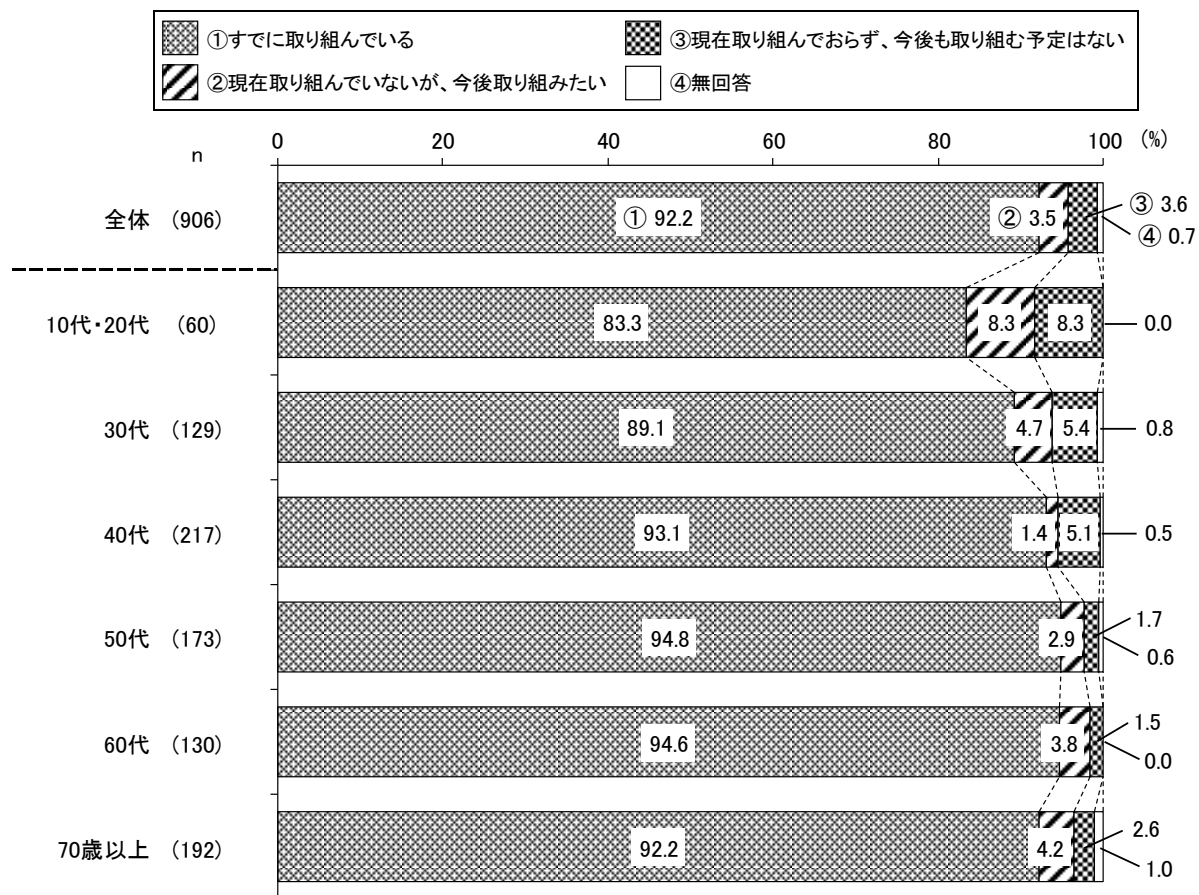 ①すでに取り組んでいる ③現在取り組んでおらず、今後も取り組む予定はない
②現在取り組んでいないが、今後取り組みたい ④無回答
0 20 40 60 80 100 (%)
n
全体 (906) ① 92.2 ② 3.5 ③ 3.6
④ 0.7
10代・20代 (60) 83.3 8.3 8.3 0.0
30代 (129) 89.1 4.7 5.4 0.8
40代 (217) 93.1 1.4 5.1 0.5
50代 (173) 94.8 2.9 1.7
0.6
60代 (130) 94.6 3.8 1.5
0.0
70歳以上 (192) 92.2 4.2 2.6
1.0